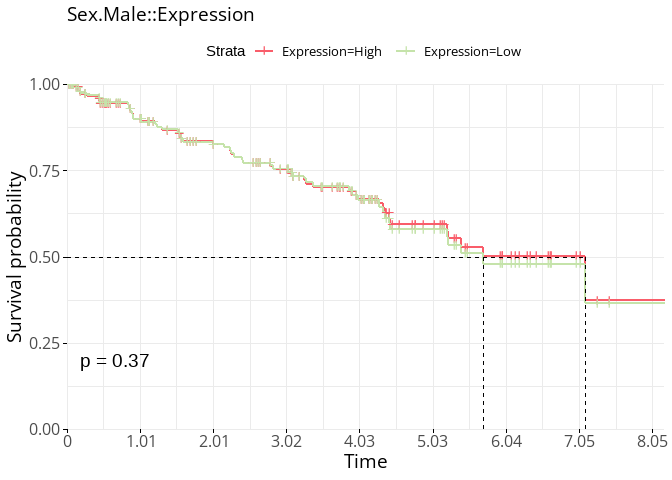 Sex.Male::Expression
Strata Expression=High Expression=Low
1.00
0.75
0.50
0.25
0.00
Survival probability
p = 0.37
0 1.01 2.01 3.02 4.03 5.03 6.04 7.05 8.05
Time